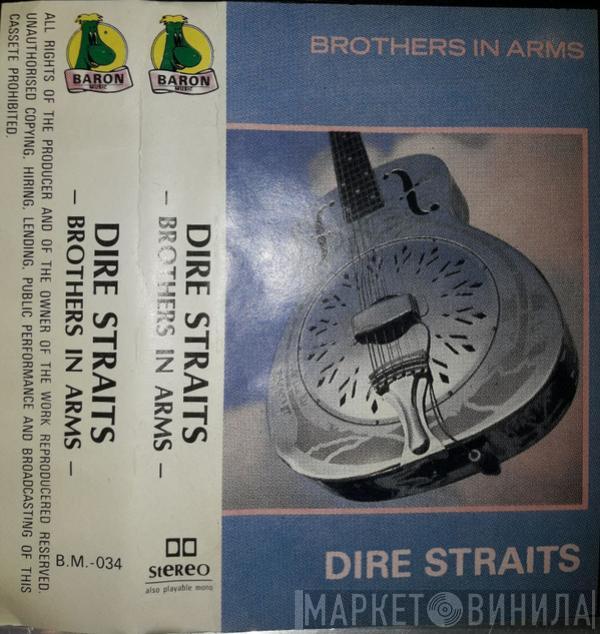 ALL RIGHTS OF THE PRODUCER AND OF THE OWNER OF THE WORK REPRODUCERED RESERVED.
UNAUTHORISED COPYING, HIRING, LENDING, PUBLIC PERFORMANCE AND BROADCASTING OF THIS
CASSETE PROHIBITED.
BARON
MUSIC
DIRE STRAITS
– BROTHERS IN ARMS –
B.M.-034
BARON
MUSIC
DIRE STRAITS
– BROTHERS IN ARMS –
STEREO
also playable mono
BROTHERS IN ARMS
DIRE STRAITS
МАРКЕТ ВИНИЛА